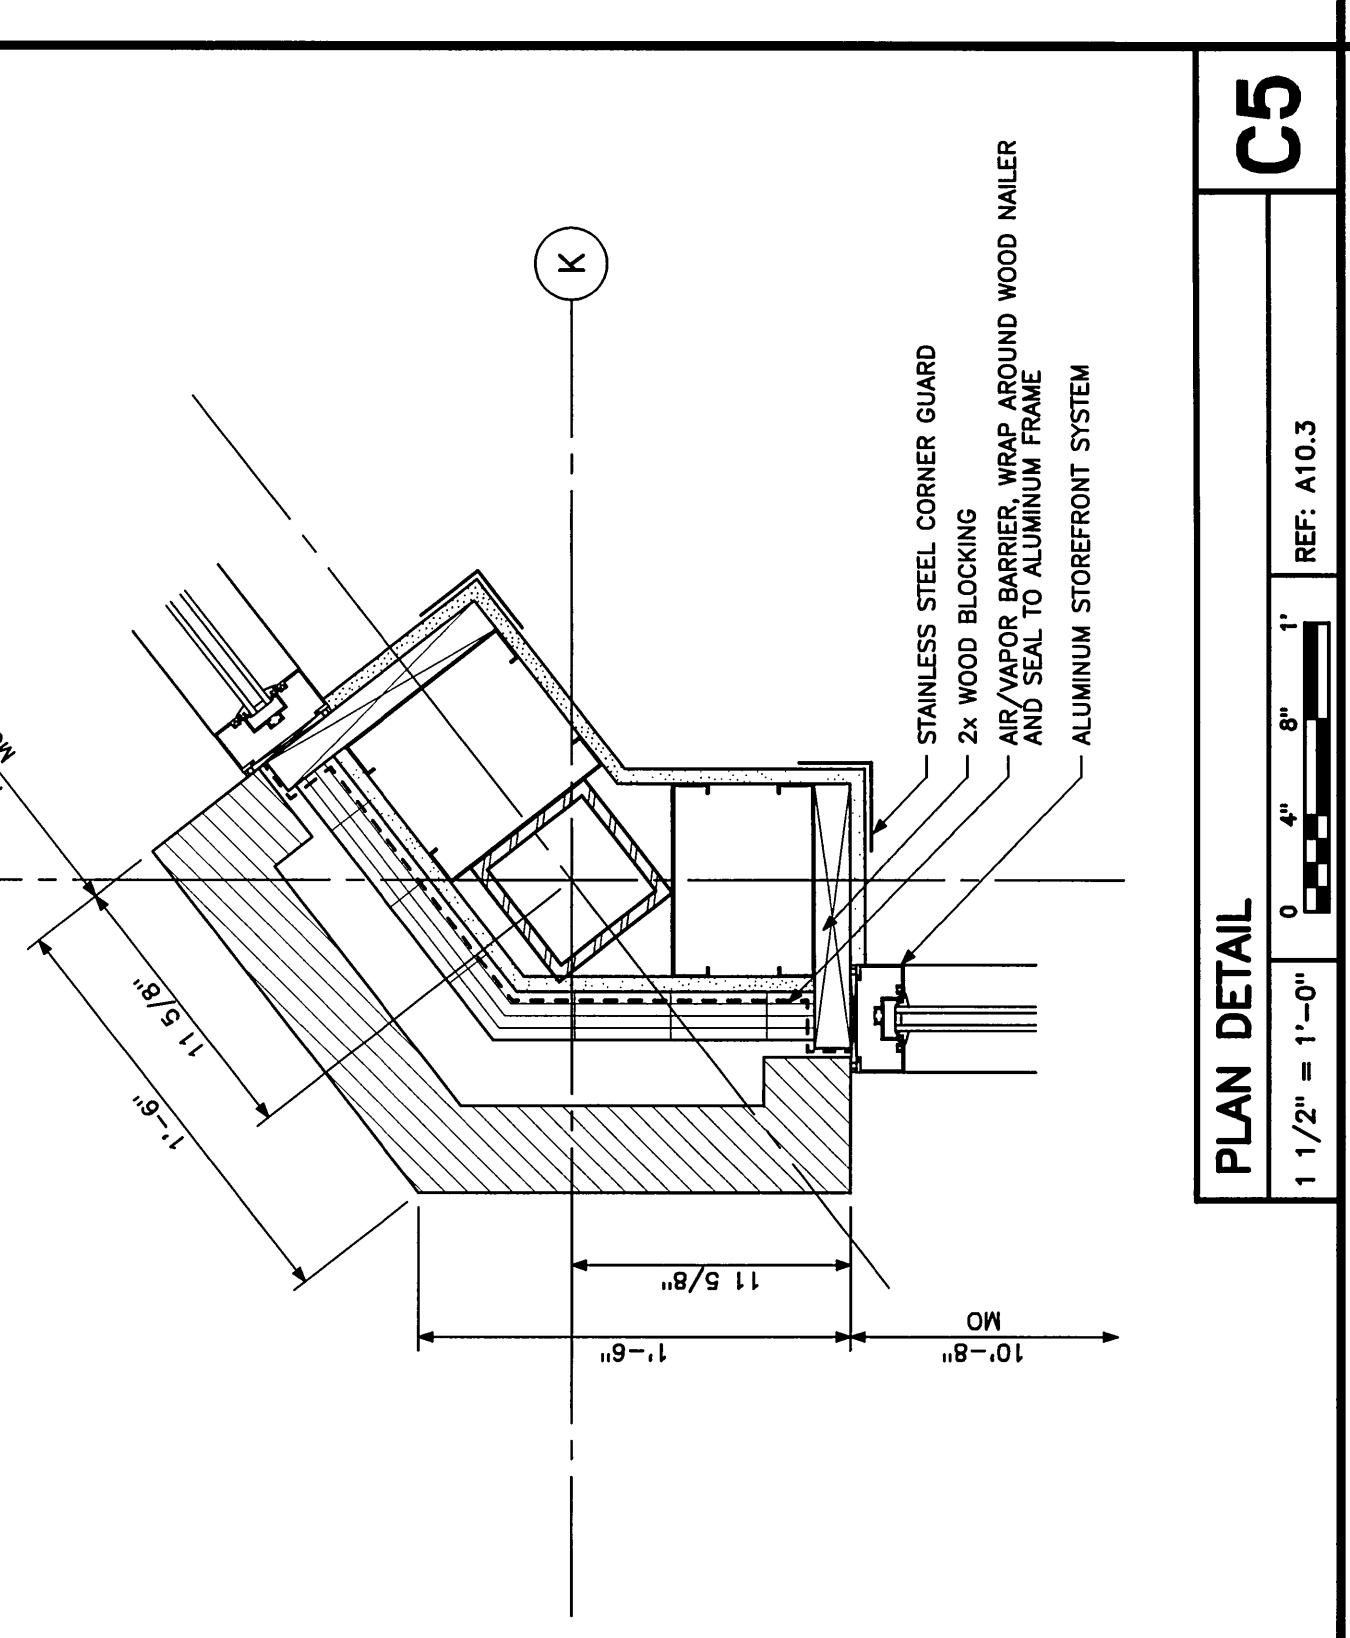 K
STAINLESS STEEL CORNER GUARD
2x WOOD BLOCKING
AIR/VAPOR BARRIER, WRAP AROUND WOOD NAILER
AND SEAL TO ALUMINUM FRAME
ALUMINUM STOREFRONT SYSTEM
11 5/8"
1'-6"
11 5/8"
1'-6"
MO
10'-8"
PLAN DETAIL
C5
1 1/2" = 1'-0"
0 4" 8" 1'
REF: A10.3